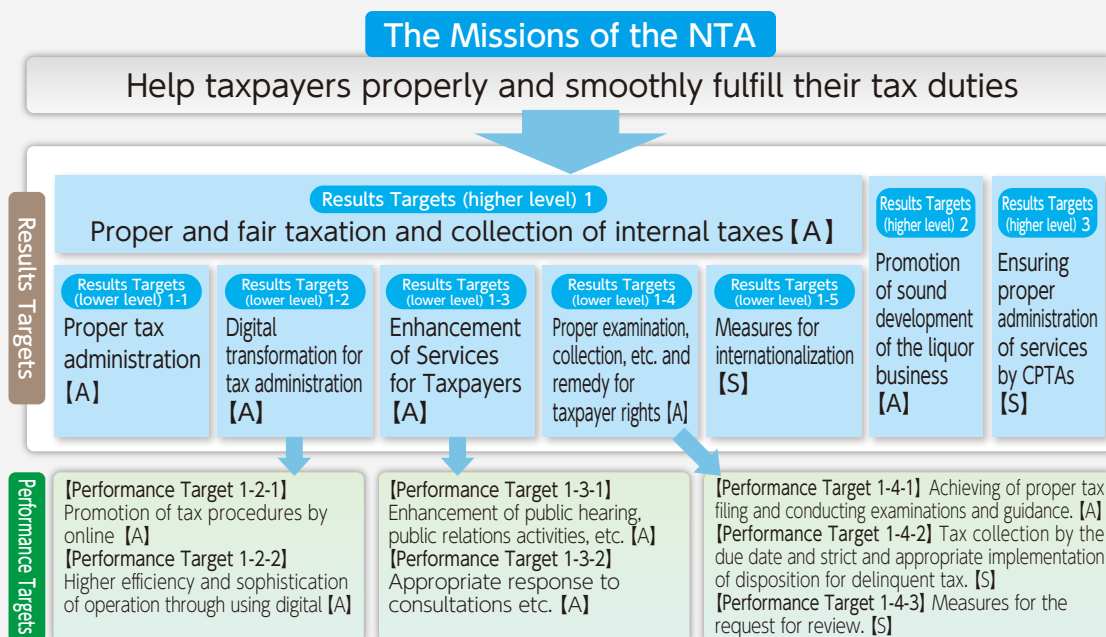 The Missions of the NTA
Help taxpayers properly and smoothly fulfill their tax duties
Results Targets
Results Targets (higher level) 1
Proper and fair taxation and collection of internal taxes【A】
Results Targets
(lower level) 1-1
Proper tax
administration
【A】
Results Targets
(lower level) 1-2
Digital
transformation for
tax administration
【A】
Results Targets
(lower level) 1-3
Enhancement
of Services
for Taxpayers
【A】
Results Targets
(lower level) 1-4
Proper examination,
collection, etc. and
remedy for
taxpayer rights【A】
Results Targets
(lower level) 1-5
Measures for
internationalization
【S】
Results Targets
(higher level) 2
Promotion
of sound
development
of the liquor
business
【A】
Results Targets
(higher level) 3
Ensuring
proper
administration
of services
by CPTAs
【S】
Performance Targets
【Performance Target 1-2-1】
Promotion of tax procedures by
online【A】
【Performance Target 1-2-2】
Higher efficiency and sophistication
of operation through using digital【A】
【Performance Target 1-3-1】
Enhancement of public hearing,
public relations activities, etc.【A】
【Performance Target 1-3-2】
Appropriate response to
consultations etc.【A】
【Performance Target 1-4-1】Achieving of proper tax
filing and conducting examinations and guidance.【A】
【Performance Target 1-4-2】Tax collection by the
due date and strict and appropriate implementation
of disposition for delinquent tax.【S】
【Performance Target 1-4-3】Measures for the
request for review.【S】